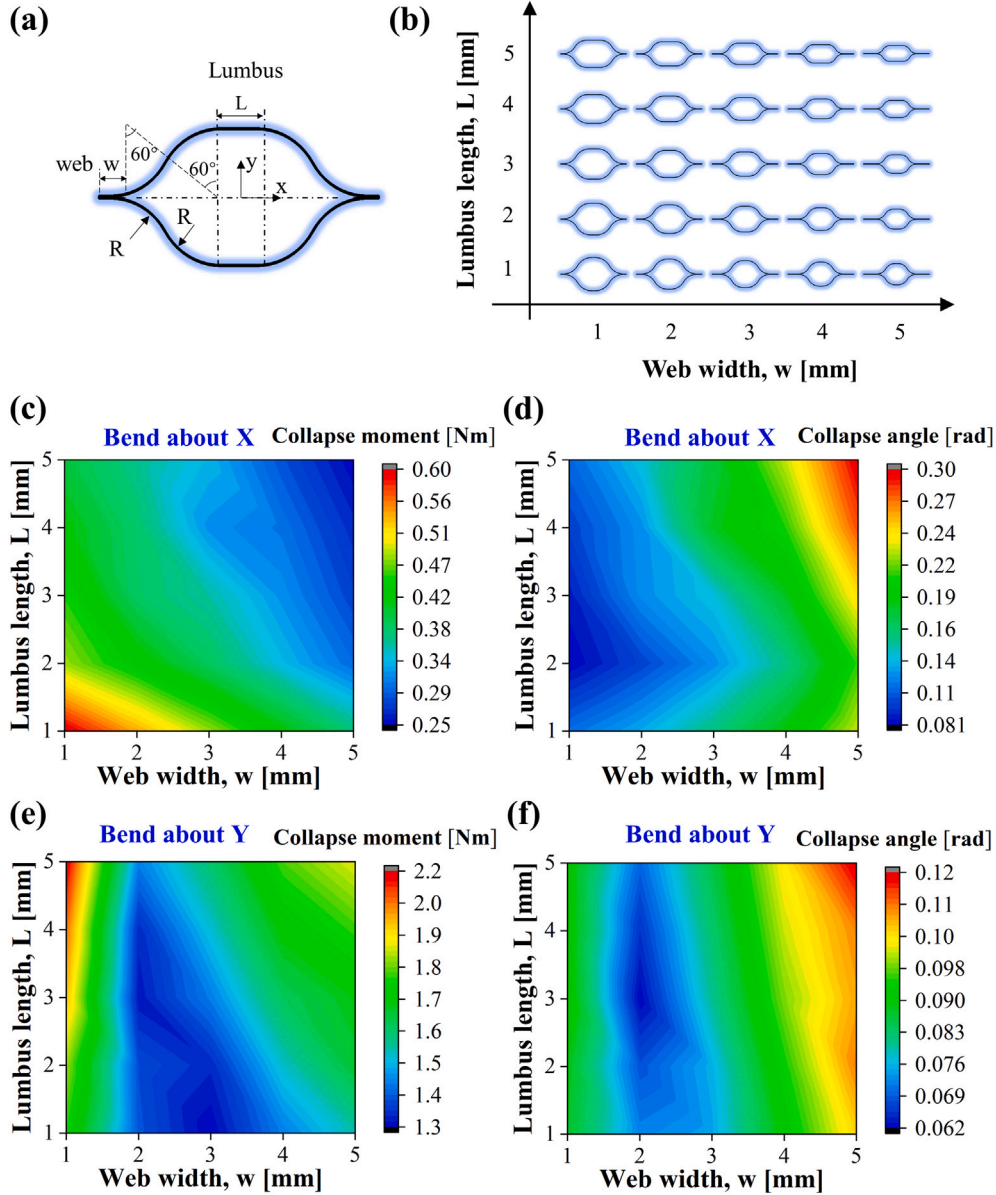 (a)
Lumbus
L
web
w
60°
60°
y
x
R
R
(b)
Lumbus length, L [mm]
5
4
3
2
1
1 2 3 4 5
Web width, w [mm]
(c)
Bend about X
Collapse moment [Nm]
Lumbus length, L [mm]
5
4
3
2
1
1 2 3 4 5
Web width, w [mm]
0.60
0.55
0.51
0.47
0.42
0.38
0.34
0.29
0.25
(d)
Bend about X
Collapse angle [rad]
Lumbus length, L [mm]
5
4
3
2
1
1 2 3 4 5
Web width, w [mm]
0.30
0.27
0.24
0.22
0.19
0.16
0.14
0.11
0.081
(e)
Bend about Y
Collapse moment [Nm]
Lumbus length, L [mm]
5
4
3
2
1
1 2 3 4 5
Web width, w [mm]
2.2
2.0
1.9
1.8
1.7
1.6
1.5
1.4
1.3
(f)
Bend about Y
Collapse angle [rad]
Lumbus length, L [mm]
5
4
3
2
1
1 2 3 4 5
Web width, w [mm]
0.12
0.11
0.10
0.098
0.090
0.083
0.076
0.069
0.062